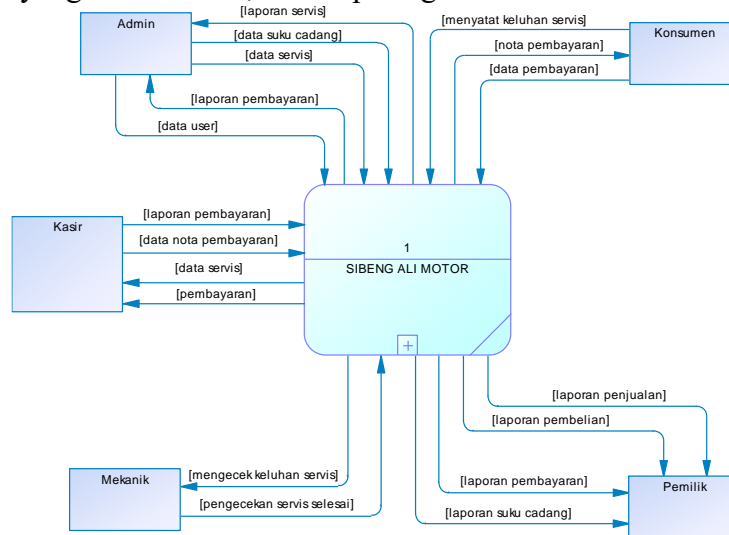 Admin
[laporan servis]
[data suku cadang]
[data servis]
[laporan pembayaran]
[data user]
[menyatat keluhan servis]
[nota pembayaran]
[data pembayaran]
Konsumen
Kasir
[laporan pembayaran]
[data nota pembayaran]
[data servis]
[pembayaran]
1
SIBENG ALI MOTOR
+
Mekanik
[mengecek keluhan servis]
[pengecekan servis selesai]
[laporan penjualan]
[laporan pembelian]
[laporan pembayaran]
[laporan suku cadang]
Pemilik